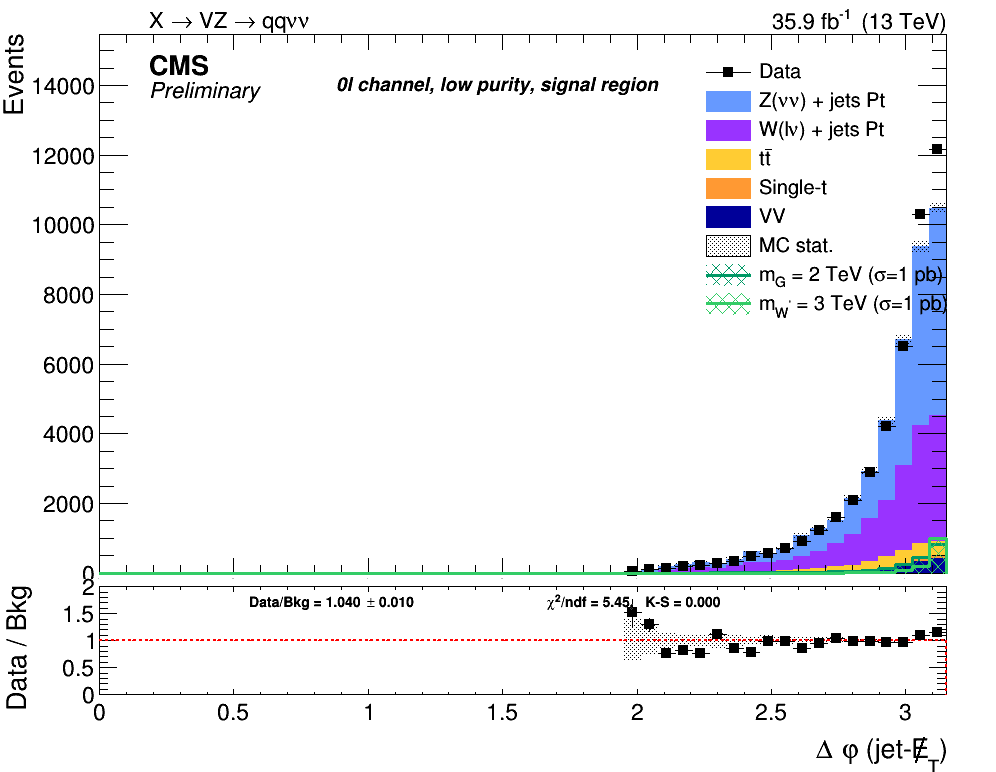 X → VZ → qqνν
35.9 fb⁻¹ (13 TeV)
CMS
Preliminary
0l channel, low purity, signal region
Data
Z(νν) + jets Pt
W(lν) + jets Pt
tt̄
Single-t
VV
MC stat.
m_G = 2 TeV (σ=1 pb)
m_W' = 3 TeV (σ=1 pb)
Events
14000
12000
10000
8000
6000
4000
2000
0
Data/Bkg = 1.040 ± 0.010
χ²/ndf = 5.45, K-S = 0.000
Data / Bkg
2
1.5
1
0.5
0
0 0.5 1 1.5 2 2.5 3
Δ φ (jet-E̸_T)